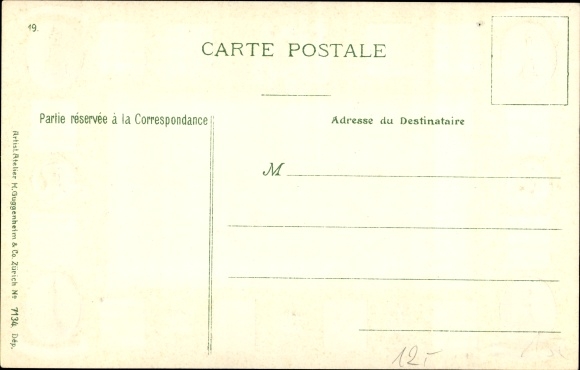 19.
CARTE POSTALE
Partie réservée à la Correspondance
Adresse du Destinataire
M
Artist. Atelier H. Guggenheim & Co. Zürich. No 7134. Dép.
12,-